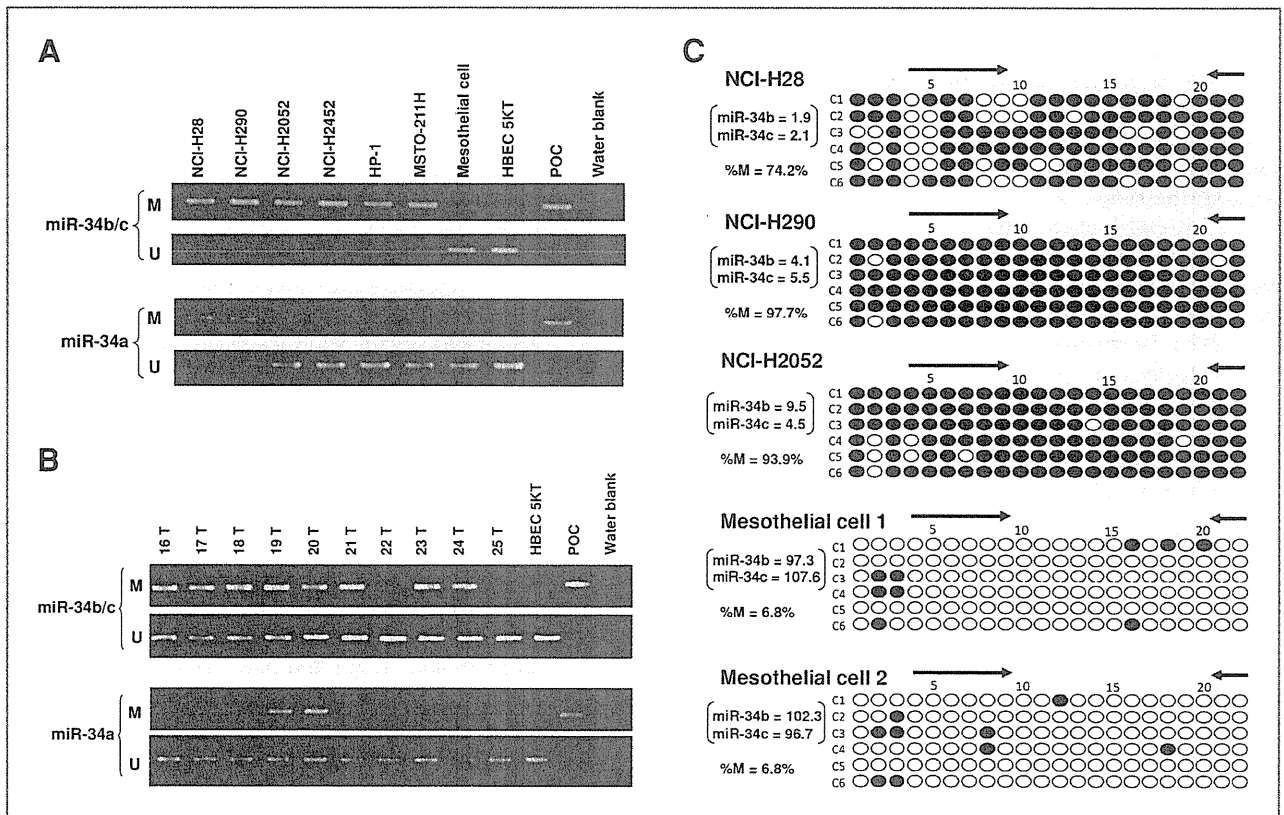 A
NCI-H28
NCI-H290
NCI-H2052
NCI-H2452
HP-1
MSTO-211H
Mesothelial cell
HBEC 5KT
POC
Water blank
miR-34b/c
M
U
miR-34a
M
U
B
16 T
17 T
18 T
19 T
20 T
21 T
22 T
23 T
24 T
25 T
HBEC 5KT
POC
Water blank
miR-34b/c
M
U
miR-34a
M
U
C
NCI-H28
5 10 15 20
miR-34b = 1.9
miR-34c = 2.1
%M = 74.2%
C1
C2
C3
C4
C5
C6
NCI-H290
5 10 15 20
miR-34b = 4.1
miR-34c = 5.5
%M = 97.7%
C1
C2
C3
C4
C5
C6
NCI-H2052
5 10 15 20
miR-34b = 9.5
miR-34c = 4.5
%M = 93.9%
C1
C2
C3
C4
C5
C6
Mesothelial cell 1
5 10 15 20
miR-34b = 97.3
miR-34c = 107.6
%M = 6.8%
C1
C2
C3
C4
C5
C6
Mesothelial cell 2
5 10 15 20
miR-34b = 102.3
miR-34c = 96.7
%M = 6.8%
C1
C2
C3
C4
C5
C6